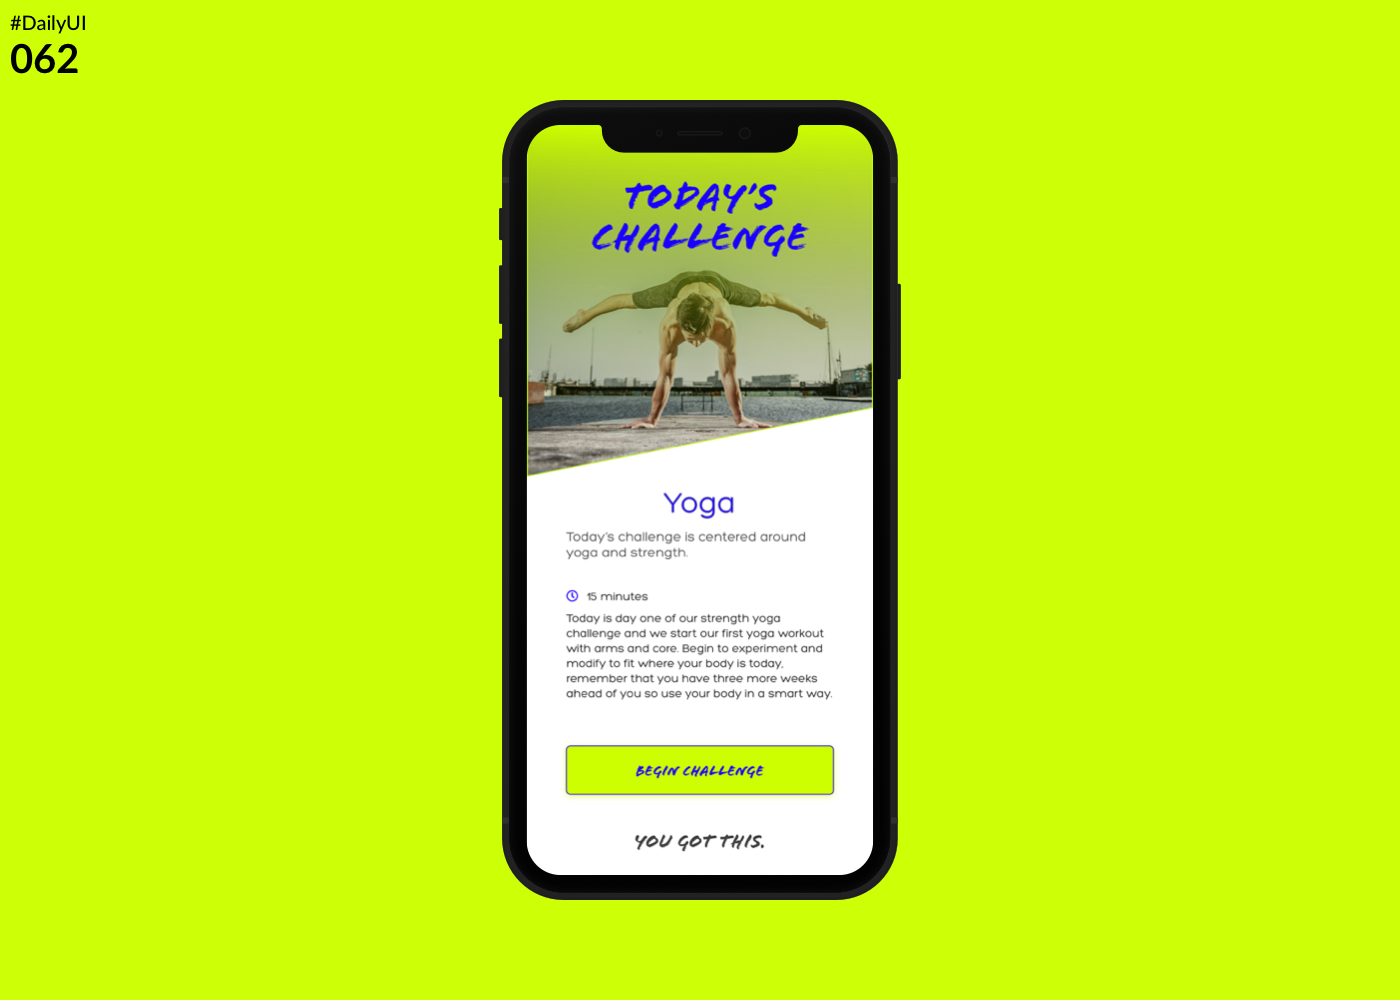 #DailyUI
062
TODAY'S
CHALLENGE
Yoga
Today's challenge is centered around
yoga and strength.
15 minutes
Today is day one of our strength yoga
challenge and we start our first yoga workout
with arms and core. Begin to experiment and
modify to fit where your body is today,
remember that you have three more weeks
ahead of you so use your body in a smart way.
BEGIN CHALLENGE
YOU GOT THIS.